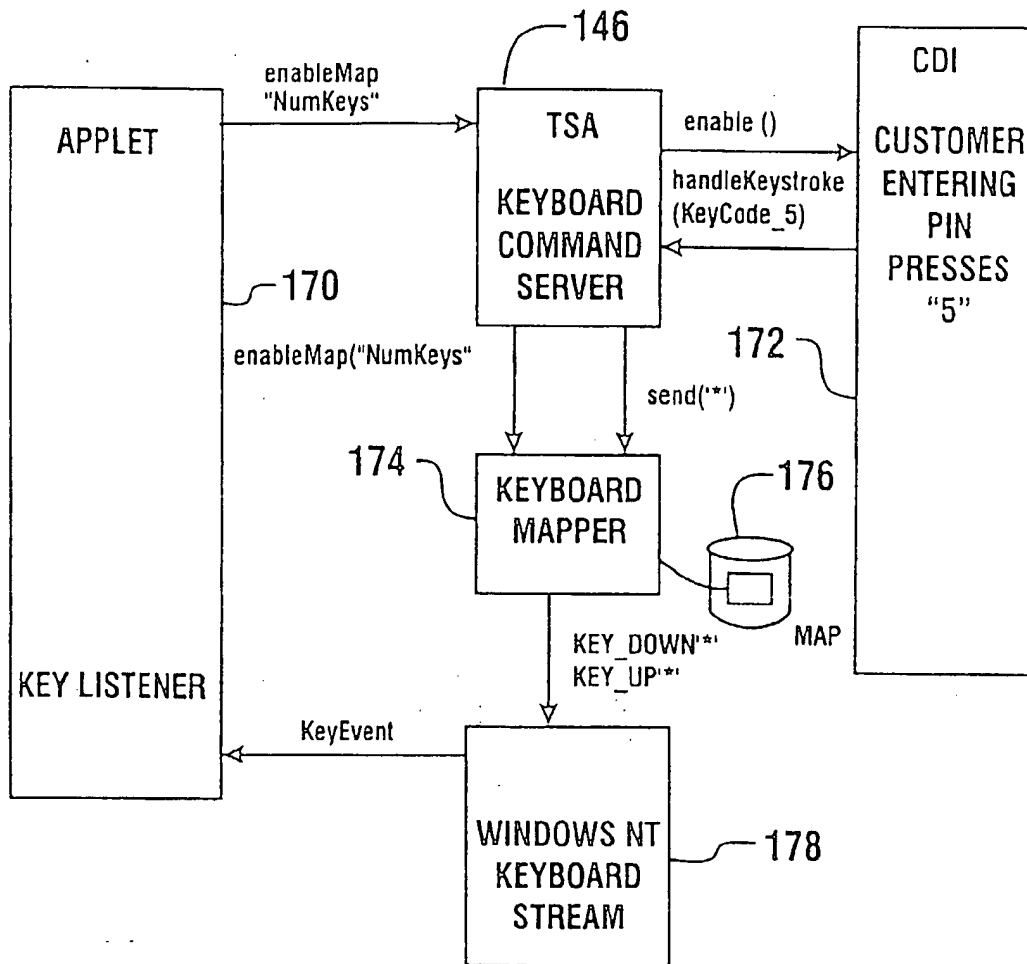 146
enableMap
"NumKeys"
APPLET
TSA
KEYBOARD
COMMAND
SERVER
enable ()
handleKeystroke
(KeyCode_5)
CDI
CUSTOMER
ENTERING
PIN
PRESSES
"5"
170
172
enableMap("NumKeys"
send('*')
174
KEYBOARD
MAPPER
176
MAP
KEY_DOWN'*'
KEY_UP'*'
KEY LISTENER
KeyEvent
WINDOWS NT
KEYBOARD
STREAM
178